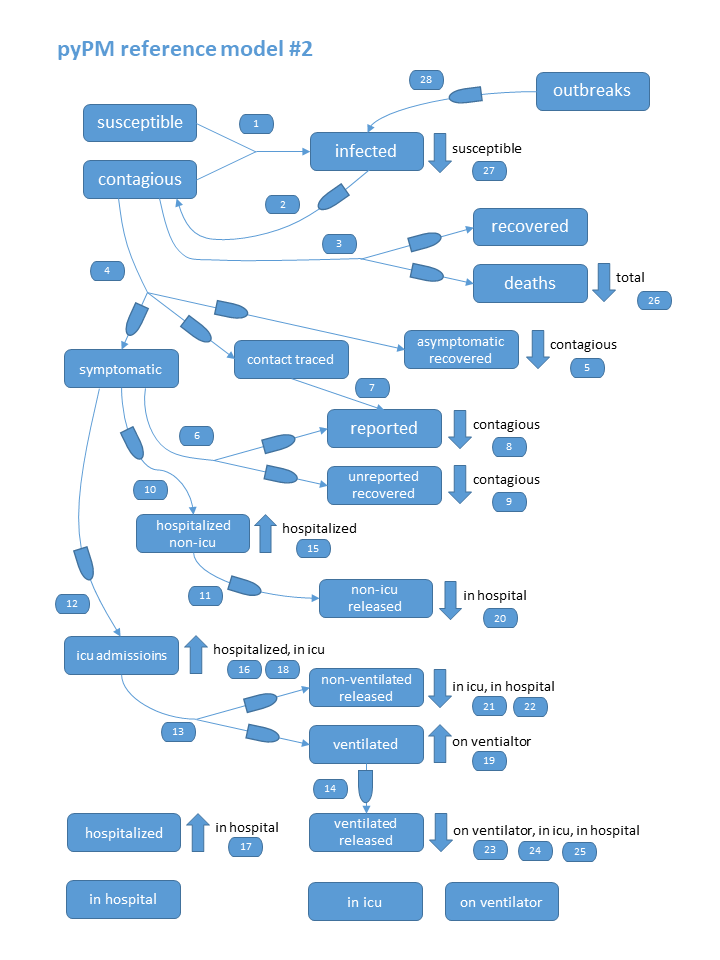 pyPM reference model #2
28
outbreaks
susceptible
1
infected
susceptible
27
contagious
2
recovered
3
4
deaths
total
26
asymptomatic
recovered
contagious
5
contact traced
symptomatic
7
reported
contagious
8
6
unreported
recovered
contagious
9
10
hospitalized
non-icu
hospitalized
15
11
non-icu
released
in hospital
20
12
icu admissioins
hospitalized, in icu
16
18
non-ventilated
released
in icu, in hospital
21
22
13
ventilated
on ventialtor
19
14
hospitalized
in hospital
17
ventilated
released
on ventilator, in icu, in hospital
23
24
25
in hospital
in icu
on ventilator